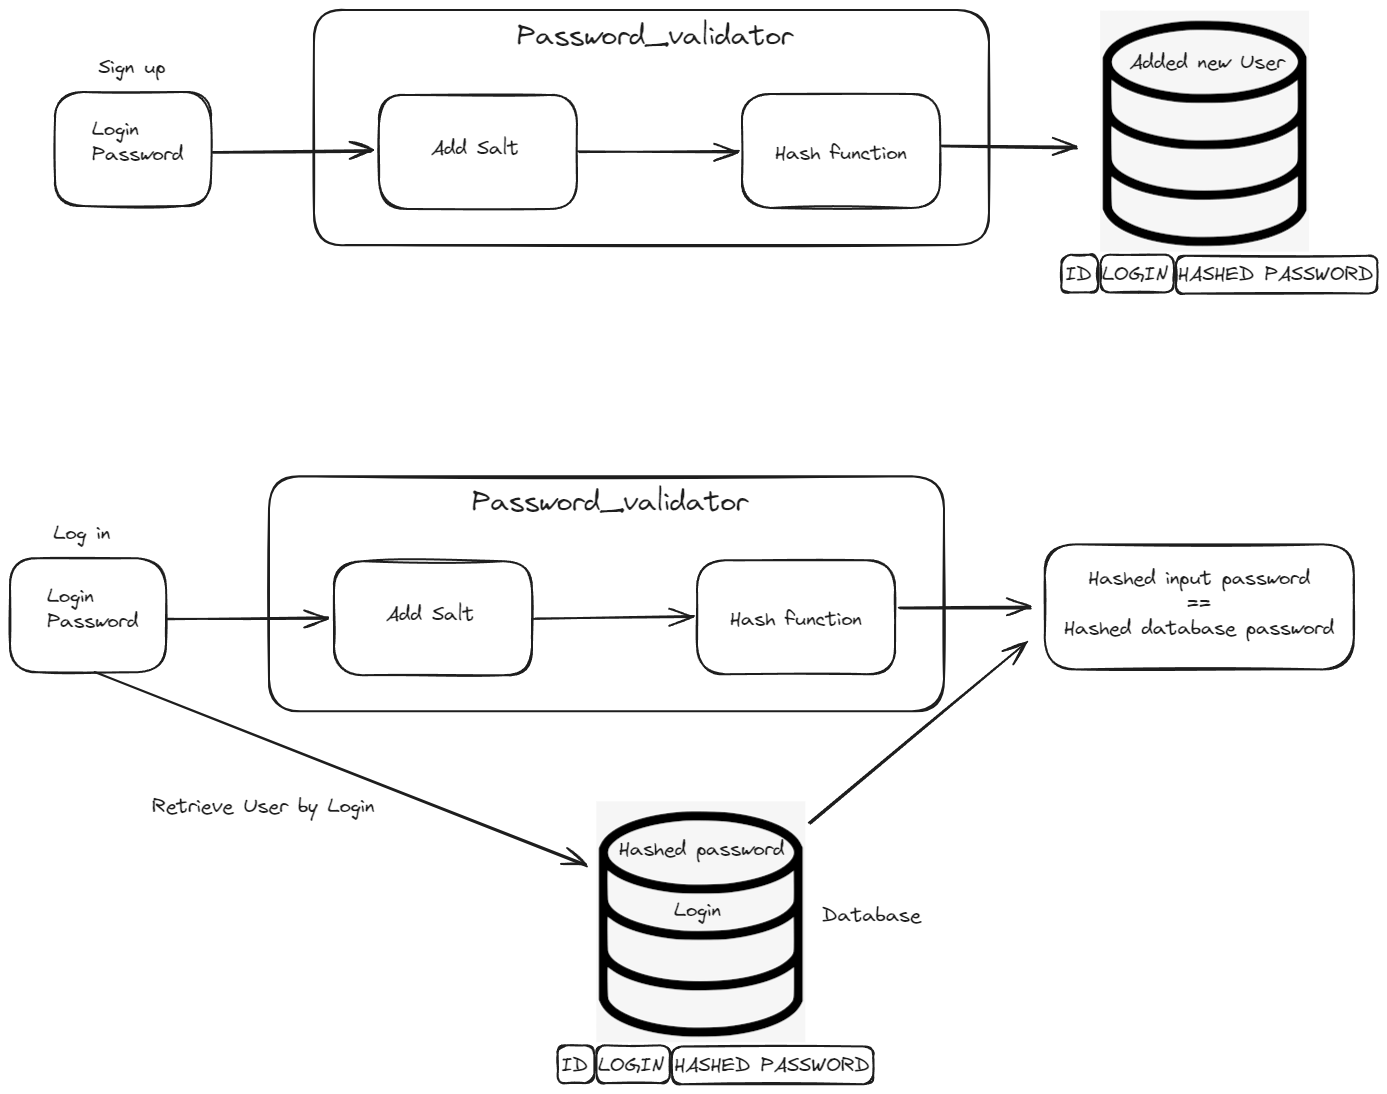 Password_validator
Sign up
Login
Password
Add Salt
Hash function
Added new User
ID LOGIN HASHED PASSWORD
Password_validator
Log in
Login
Password
Add Salt
Hash function
Hashed input password
==
Hashed database password
Retrieve User by Login
Hashed password
Login
Database
ID LOGIN HASHED PASSWORD